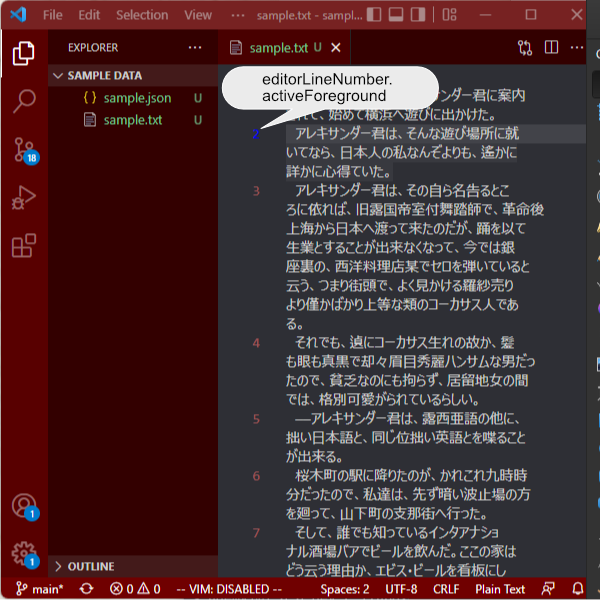 File Edit Selection View ··· sample.txt - sampl...
EXPLORER ···
sample.txt U
SAMPLE DATA
{ } sample.json U
sample.txt U
editorLineNumber.
activeForeground
ンダー君に案内
て、始めて横浜へ遊びに出かけた。
2 アレキサンダー君は、そんな遊び場所に就
いてなら、日本人の私なんぞよりも、遙かに
詳かに心得ていた。
3 アレキサンダー君は、その自ら名告るとこ
ろに依れば、旧露国帝室付舞踏師で、革命後
上海から日本へ渡って来たのだが、踊を以て
生業とすることが出来なくなって、今では銀
座裏の、西洋料理店某でセロを弾いていると
云う、つまり街頭で、よく見かける羅紗売り
より僅かばかり上等な類のコーカサス人であ
る。
4 それでも、遉にコーカサス生れの故か、髪
も眼も真黒で却々眉目秀麗ハンサムな男だっ
たので、貧乏なのにも拘らず、居留地女の間
では、格別可愛がられているらしい。
5 ―アレキサンダー君は、露西亜語の他に、
拙い日本語と、同じ位拙い英語とを喋ること
が出来る。
6 桜木町の駅に降りたのが、かれこれ九時時
分だったので、私達は、先ず暗い波止場の方
を廻って、山下町の支那街へ行った。
7 そして、誰でも知っているインタアナショ
ナル酒場バアでビールを飲んだ。ここの家は
どう云う理由か、エビス・ビールを看板にし
18
1
1
OUTLINE
main* 0 0 -- VIM: DISABLED -- Spaces: 2 UTF-8 CRLF Plain Text